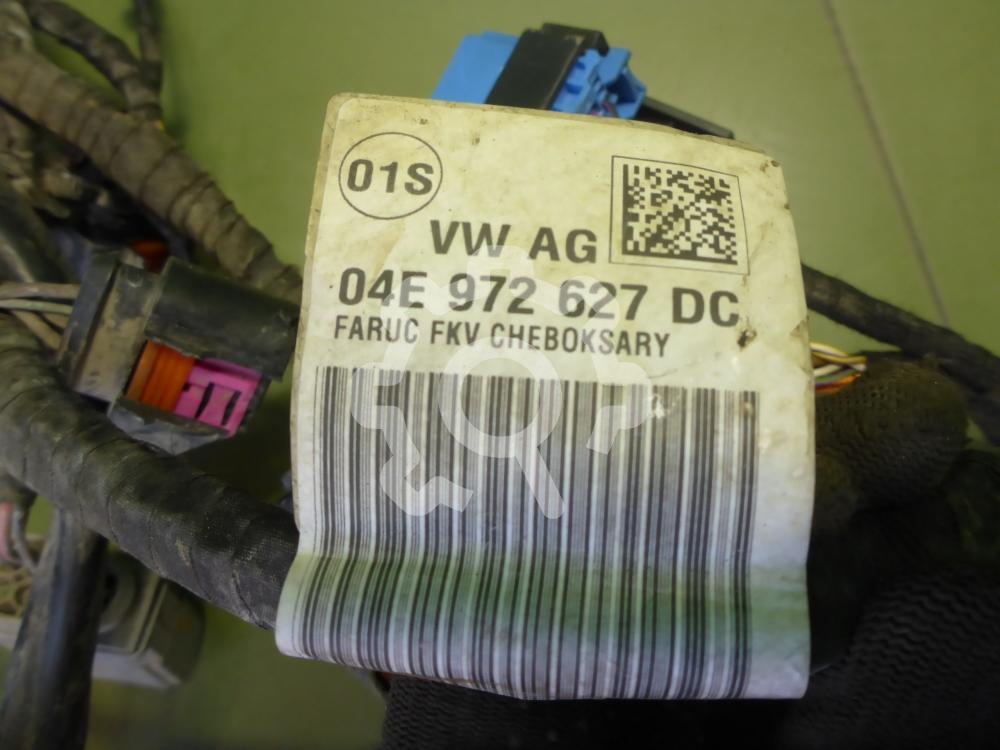 01S
VW AG
04E 972 627 DC
FARUC FKV CHEBOKSARY